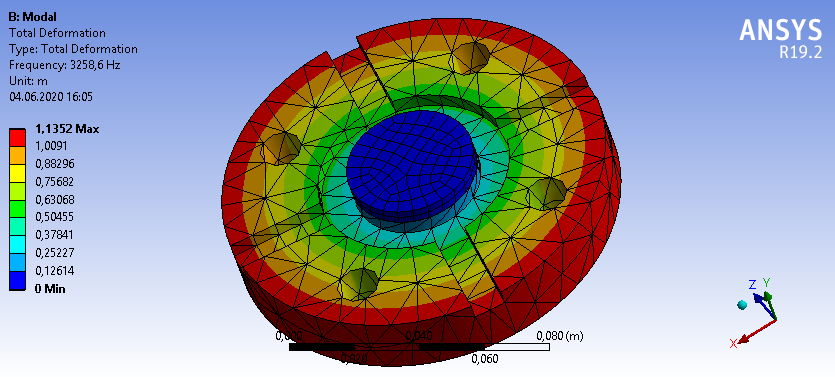 B: Modal
Total Deformation
Type: Total Deformation
Frequency: 3258,6 Hz
Unit: m
04.06.2020 16:05
ANSYS
R19.2
1,1352 Max
1,0091
0,88296
0,75682
0,63068
0,50455
0,37841
0,25227
0,12614
0 Min
0,000
0,040
0,080 (m)
0,020
0,060
Z
Y
X